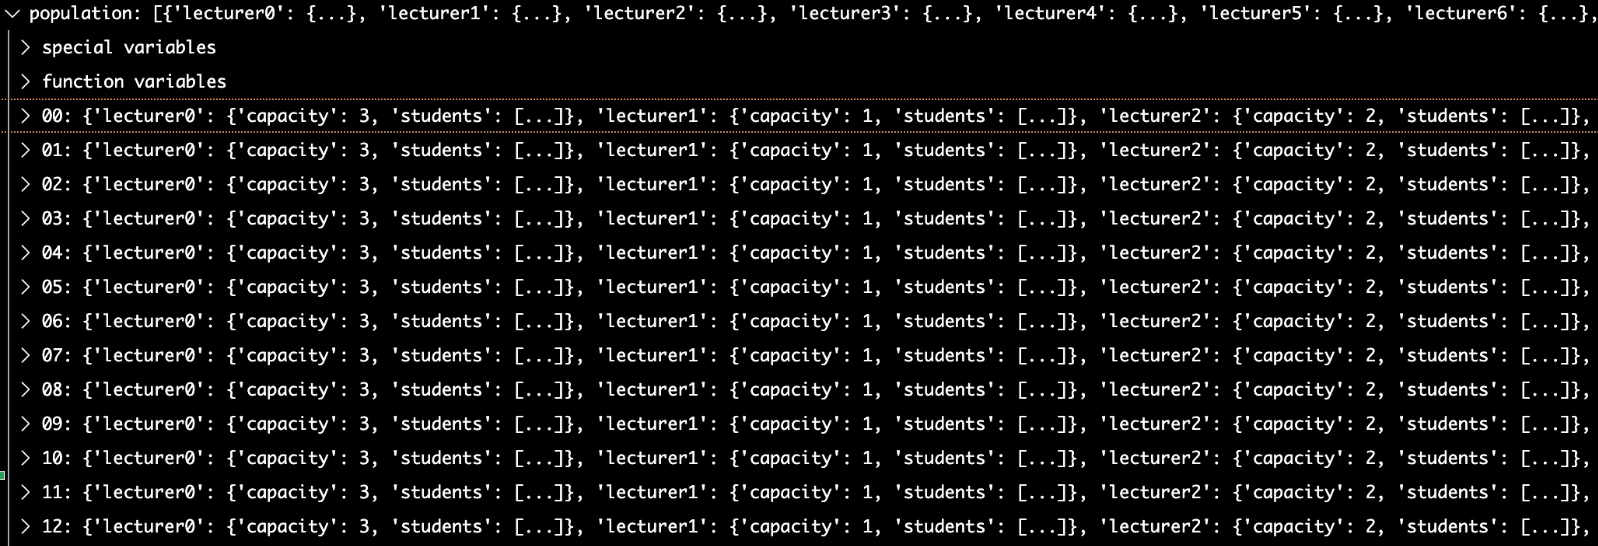 population: [{'lecturer0': {...}, 'lecturer1': {...}, 'lecturer2': {...}, 'lecturer3': {...}, 'lecturer4': {...}, 'lecturer5': {...}, 'lecturer6': {...},
special variables
function variables
00: {'lecturer0': {'capacity': 3, 'students': [...]}, 'lecturer1': {'capacity': 1, 'students': [...]}, 'lecturer2': {'capacity': 2, 'students': [...]},
01: {'lecturer0': {'capacity': 3, 'students': [...]}, 'lecturer1': {'capacity': 1, 'students': [...]}, 'lecturer2': {'capacity': 2, 'students': [...]},
02: {'lecturer0': {'capacity': 3, 'students': [...]}, 'lecturer1': {'capacity': 1, 'students': [...]}, 'lecturer2': {'capacity': 2, 'students': [...]},
03: {'lecturer0': {'capacity': 3, 'students': [...]}, 'lecturer1': {'capacity': 1, 'students': [...]}, 'lecturer2': {'capacity': 2, 'students': [...]},
04: {'lecturer0': {'capacity': 3, 'students': [...]}, 'lecturer1': {'capacity': 1, 'students': [...]}, 'lecturer2': {'capacity': 2, 'students': [...]},
05: {'lecturer0': {'capacity': 3, 'students': [...]}, 'lecturer1': {'capacity': 1, 'students': [...]}, 'lecturer2': {'capacity': 2, 'students': [...]},
06: {'lecturer0': {'capacity': 3, 'students': [...]}, 'lecturer1': {'capacity': 1, 'students': [...]}, 'lecturer2': {'capacity': 2, 'students': [...]},
07: {'lecturer0': {'capacity': 3, 'students': [...]}, 'lecturer1': {'capacity': 1, 'students': [...]}, 'lecturer2': {'capacity': 2, 'students': [...]},
08: {'lecturer0': {'capacity': 3, 'students': [...]}, 'lecturer1': {'capacity': 1, 'students': [...]}, 'lecturer2': {'capacity': 2, 'students': [...]},
09: {'lecturer0': {'capacity': 3, 'students': [...]}, 'lecturer1': {'capacity': 1, 'students': [...]}, 'lecturer2': {'capacity': 2, 'students': [...]},
10: {'lecturer0': {'capacity': 3, 'students': [...]}, 'lecturer1': {'capacity': 1, 'students': [...]}, 'lecturer2': {'capacity': 2, 'students': [...]},
11: {'lecturer0': {'capacity': 3, 'students': [...]}, 'lecturer1': {'capacity': 1, 'students': [...]}, 'lecturer2': {'capacity': 2, 'students': [...]},
12: {'lecturer0': {'capacity': 3, 'students': [...]}, 'lecturer1': {'capacity': 1, 'students': [...]}, 'lecturer2': {'capacity': 2, 'students': [...]},